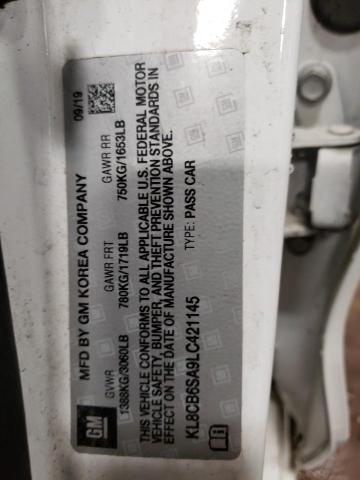 MFD BY GM KOREA COMPANY 09/19
GVWR GAWR FRT GAWR RR
1388KG/3060LB 780KG/1719LB 750KG/1653LB
THIS VEHICLE CONFORMS TO ALL APPLICABLE U.S. FEDERAL MOTOR
VEHICLE SAFETY, BUMPER, AND THEFT PREVENTION STANDARDS IN
EFFECT ON THE DATE OF MANUFACTURE SHOWN ABOVE.
KL8CB6SA9LC421145 TYPE: PASS CAR
GM